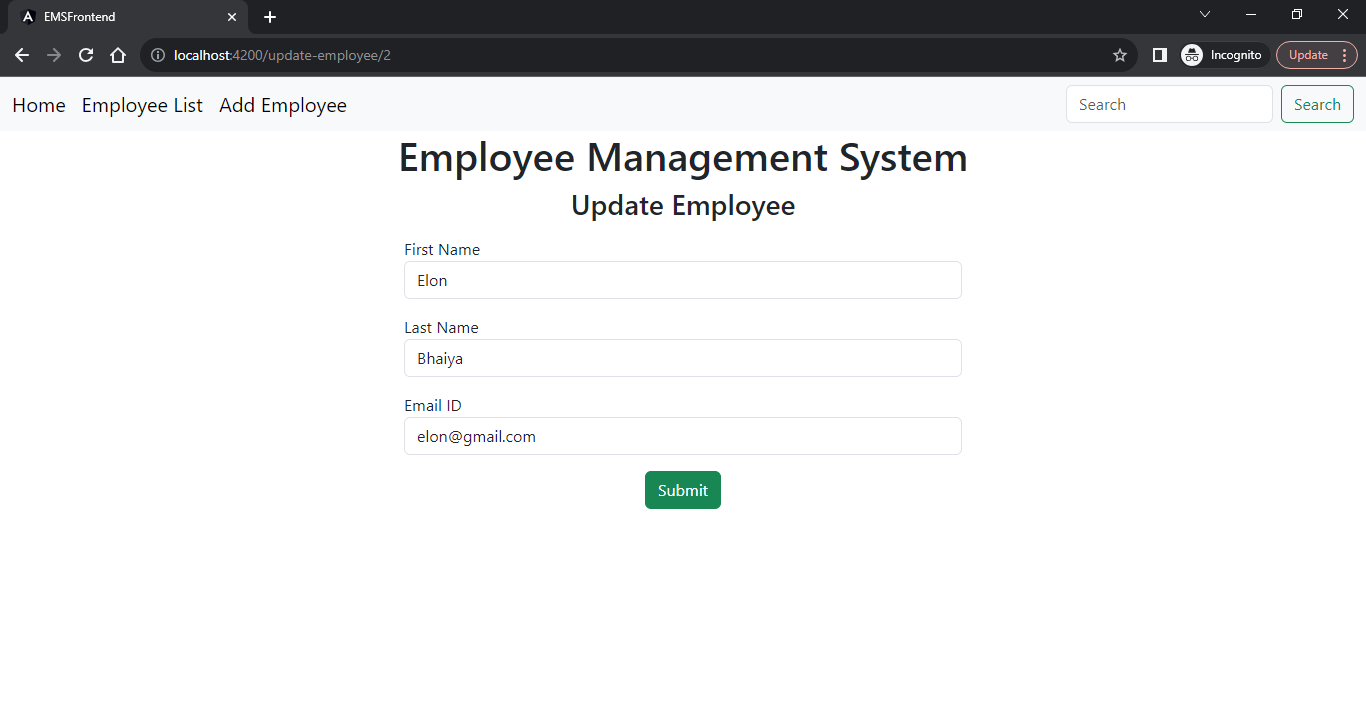 EMSFrontend
localhost:4200/update-employee/2
Incognito
Update
Home Employee List Add Employee
Search
Search
Employee Management System
Update Employee
First Name
Elon
Last Name
Bhaiya
Email ID
elon@gmail.com
Submit